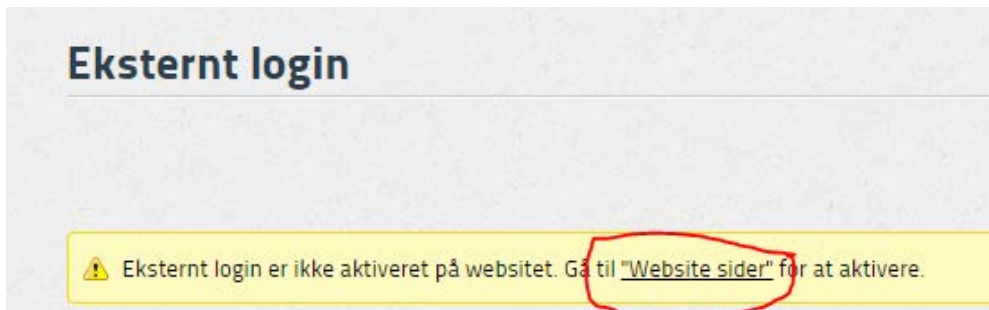 Eksternt login
Eksternt login er ikke aktiveret på websitet. Gå til "Website sider" for at aktivere.